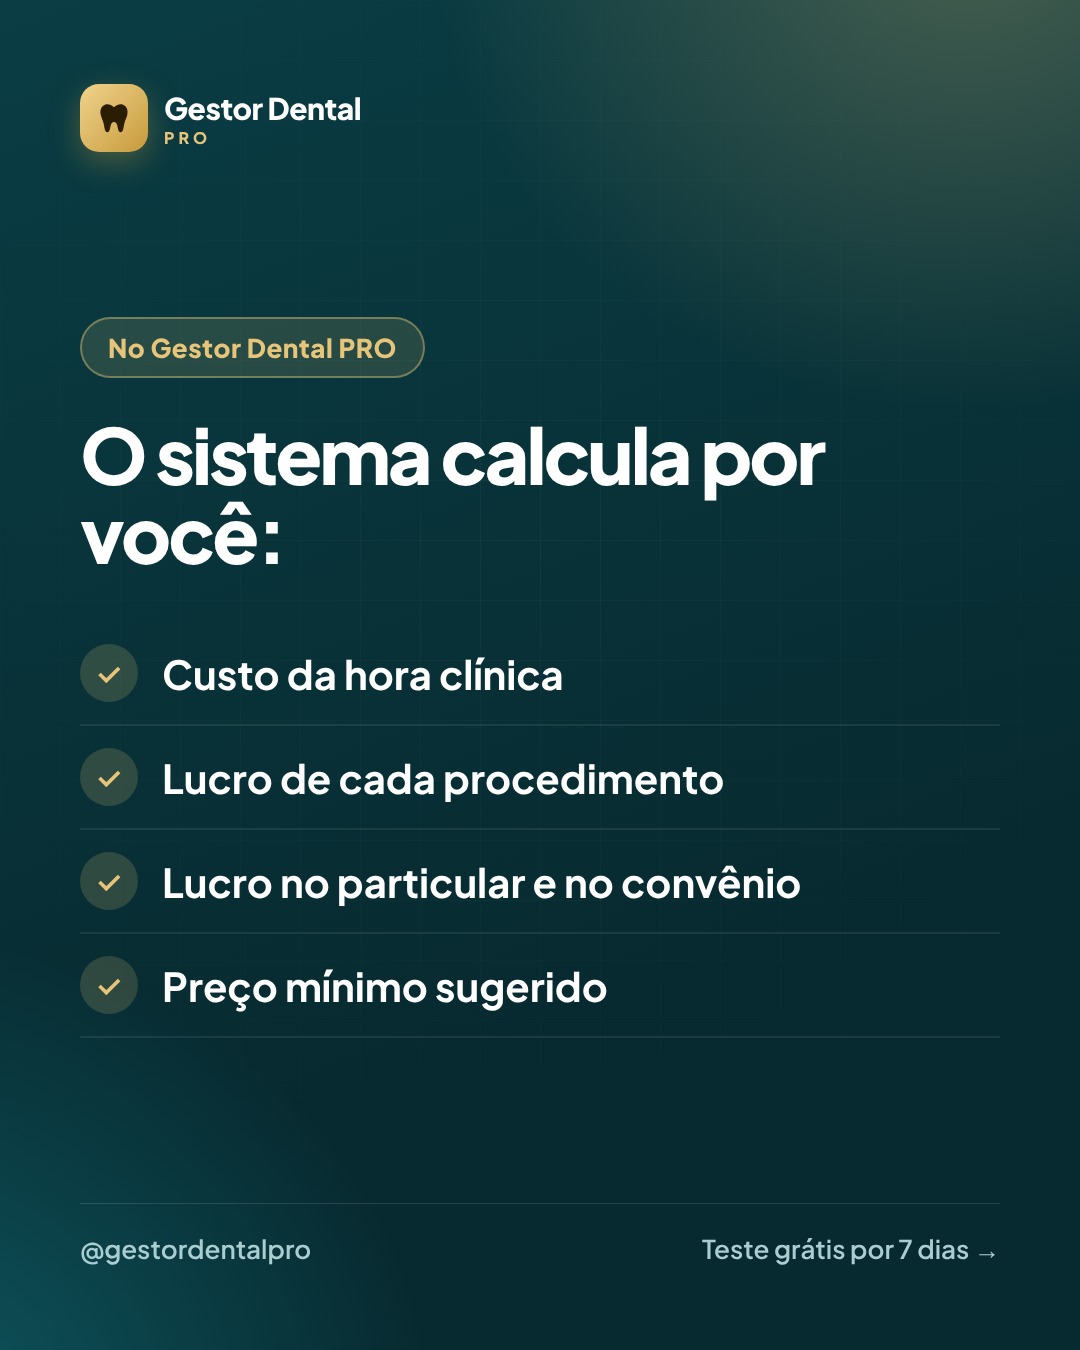 Gestor Dental
PRO
No Gestor Dental PRO
O sistema calcula por
você:
Custo da hora clínica
Lucro de cada procedimento
Lucro no particular e no convênio
Preço mínimo sugerido
@gestordentalpro
Teste grátis por 7 dias →